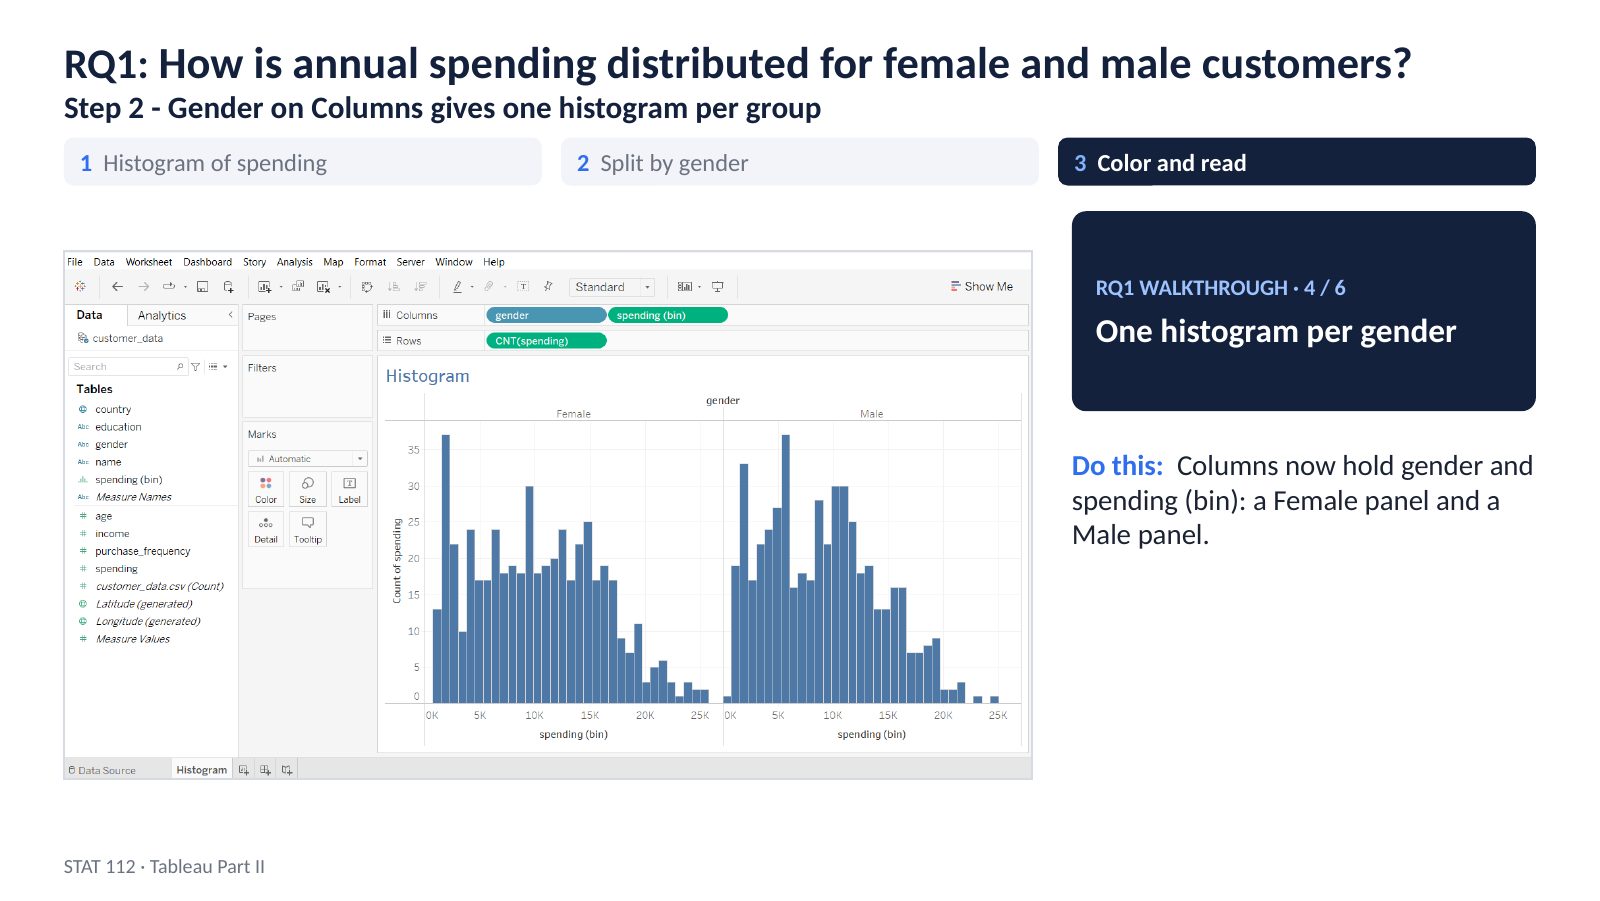 RQ1: How is annual spending distributed for female and male customers?
Step 2 - Gender on Columns gives one histogram per group
1 Histogram of spending
2 Split by gender
3 Color and read
File Data Worksheet Dashboard Story Analysis Map Format Server Window Help
Standard
Show Me
Data Analytics
customer_data
Search
Tables
country
Abc education
Abc gender
Abc name
spending (bin)
Abc Measure Names
# age
# income
# purchase_frequency
# spending
# customer_data.csv (Count)
Latitude (generated)
Longitude (generated)
# Measure Values
Pages
Filters
Marks
Automatic
Color Size Label
Detail Tooltip
Columns gender spending (bin)
Rows CNT(spending)
Histogram
gender
Female Male
Count of spending
35
30
25
20
15
10
5
0
0K 5K 10K 15K 20K 25K 0K 5K 10K 15K 20K 25K
spending (bin) spending (bin)
Data Source Histogram
RQ1 WALKTHROUGH · 4 / 6
One histogram per gender
Do this: Columns now hold gender and
spending (bin): a Female panel and a
Male panel.
STAT 112 · Tableau Part II